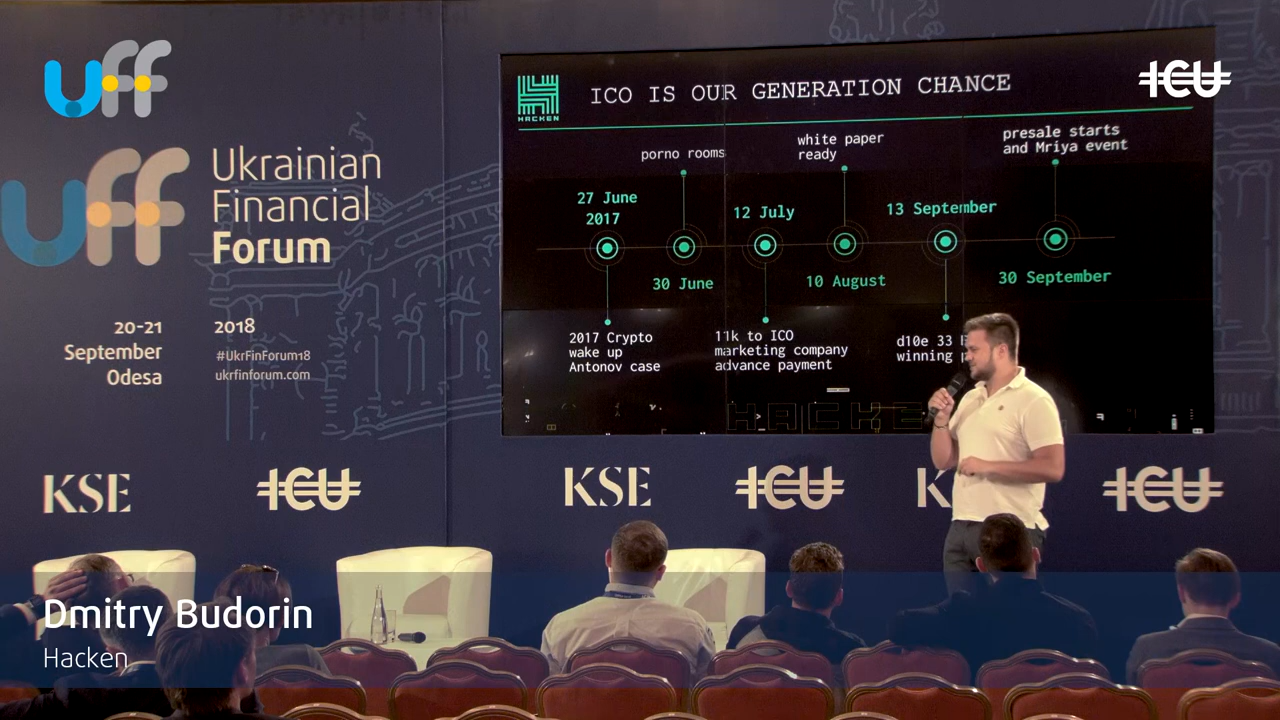 uff
uff
Ukrainian
Financial
Forum
20-21
September
Odesa
2018
#UkrFinForum18
ukrfinforum.com
HACKEN
ICO IS OUR GENERATION CHANCE
ICU
porno rooms
white paper
ready
presale starts
and Mriya event
27 June
2017
12 July
13 September
30 June
10 August
30 September
2017 Crypto
wake up
Antonov case
11k to ICO
marketing company
advance payment
d10e 33
winning
HACKE
KSE
ICU
KSE
ICU
K
ICU
Dmitry Budorin
Hacken